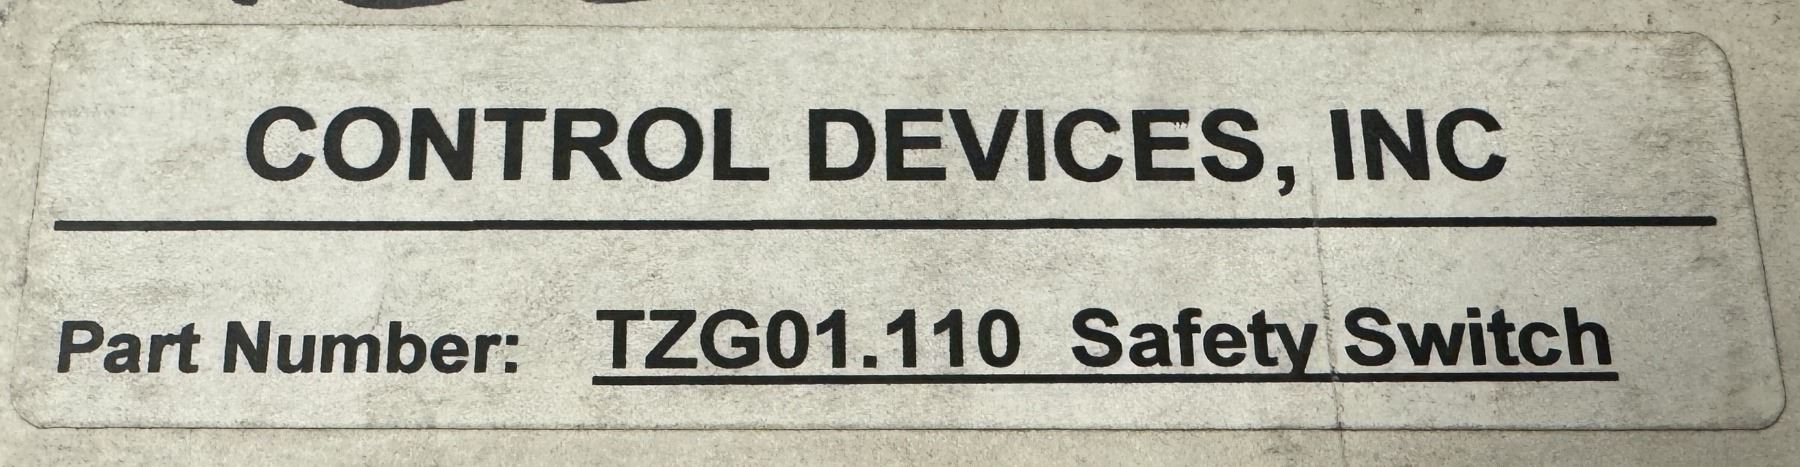 CONTROL DEVICES, INC
Part Number: TZG01.110 Safety Switch